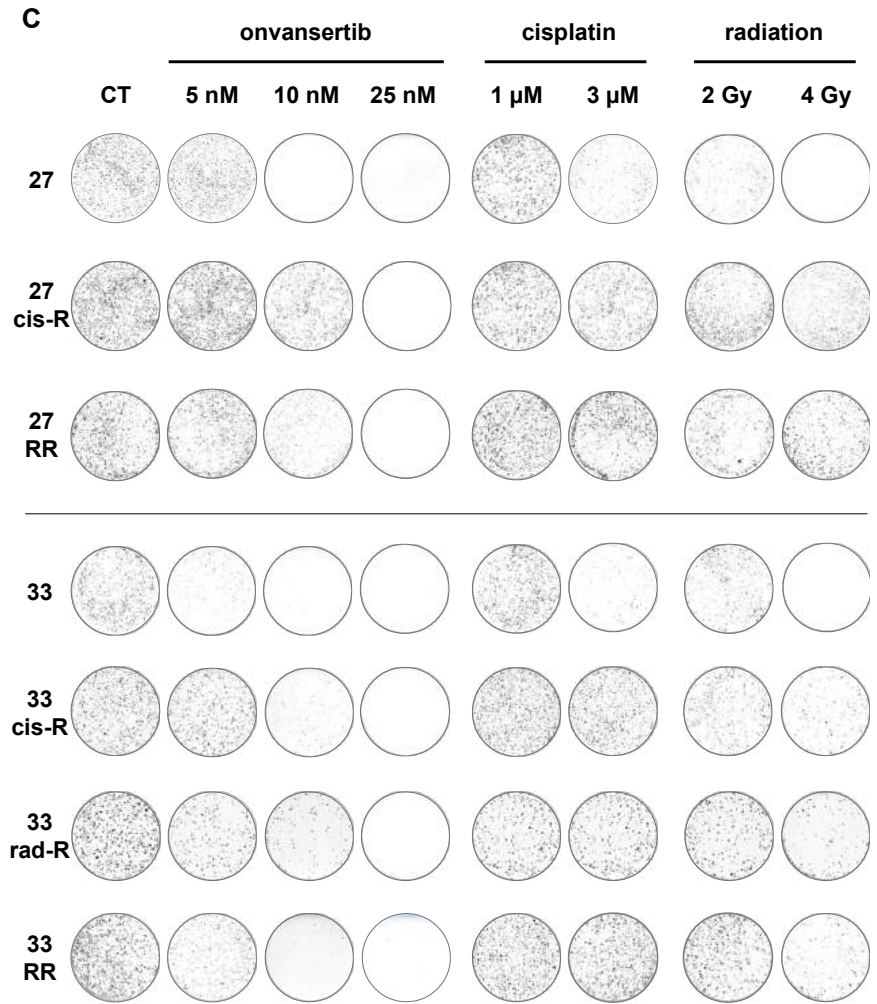 C
onvansertib cisplatin radiation
CT 5 nM 10 nM 25 nM 1 µM 3 µM 2 Gy 4 Gy
27
27
cis-R
27
RR
33
33
cis-R
33
rad-R
33
RR